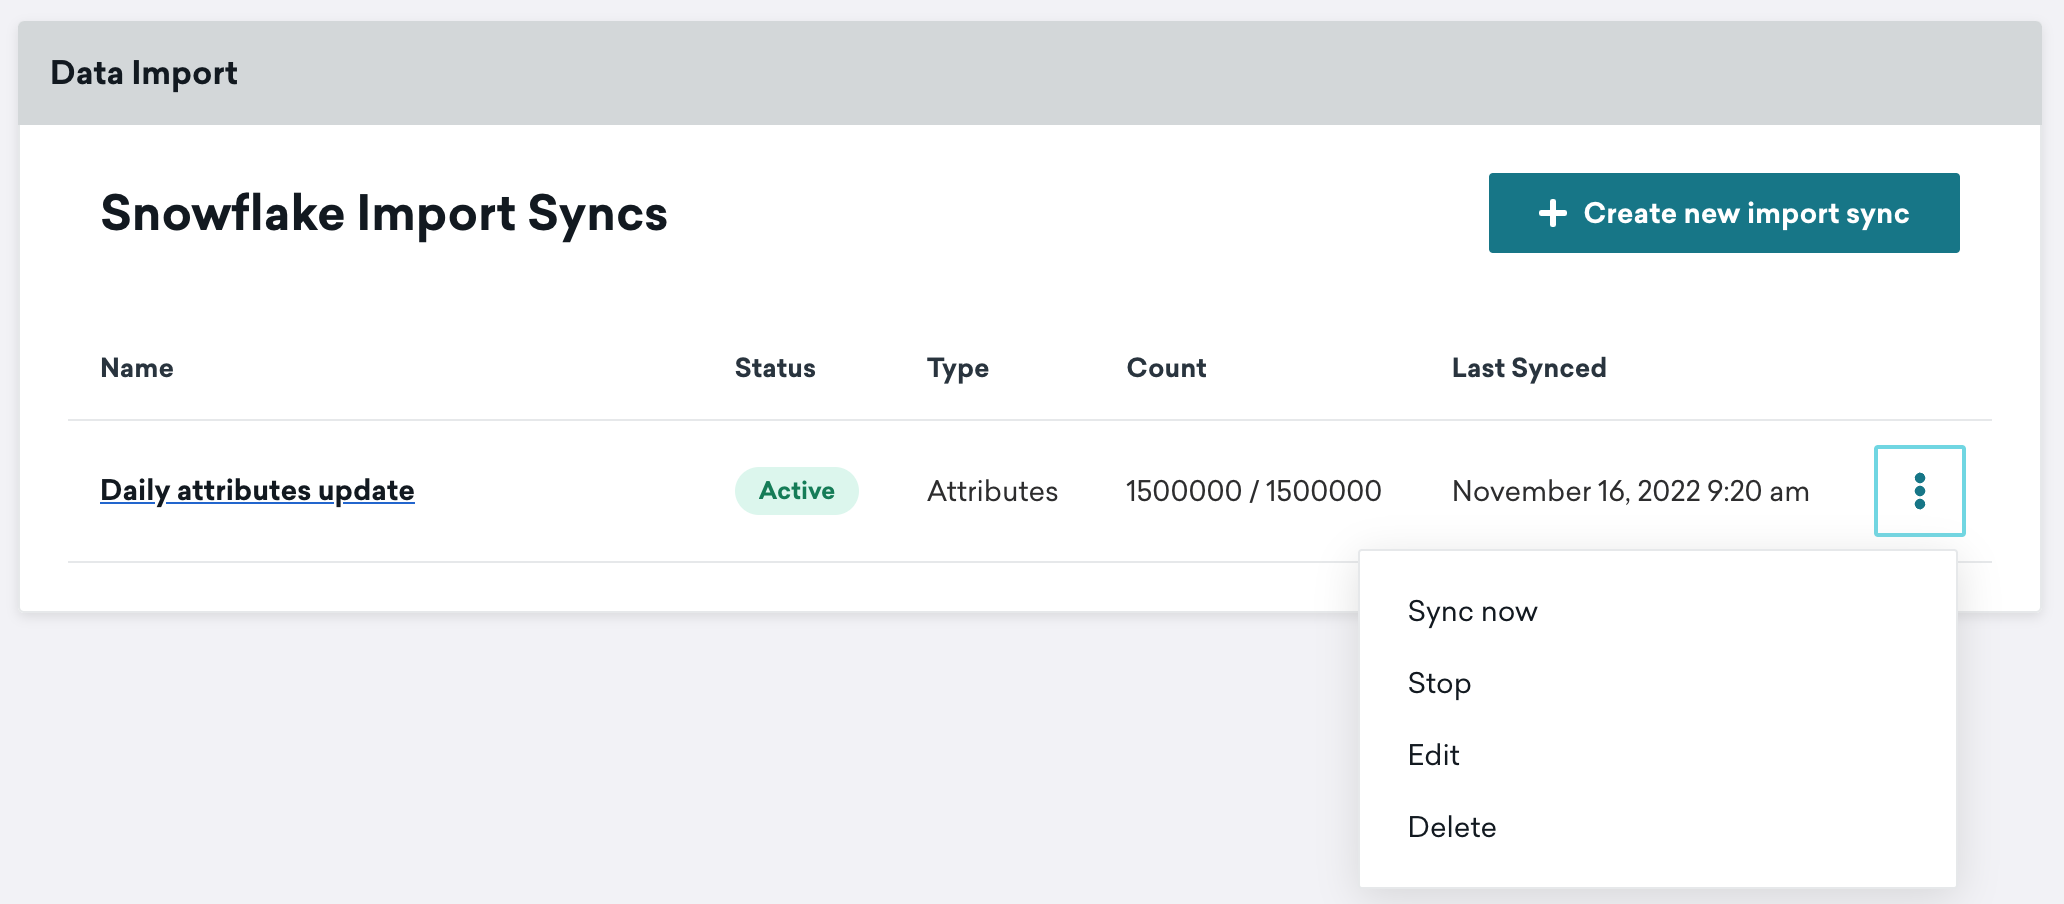 Data Import
Snowflake Import Syncs
Create new import sync
Name Status Type Count Last Synced
Daily attributes update Active Attributes 1500000 / 1500000 November 16, 2022 9:20 am
Sync now
Stop
Edit
Delete